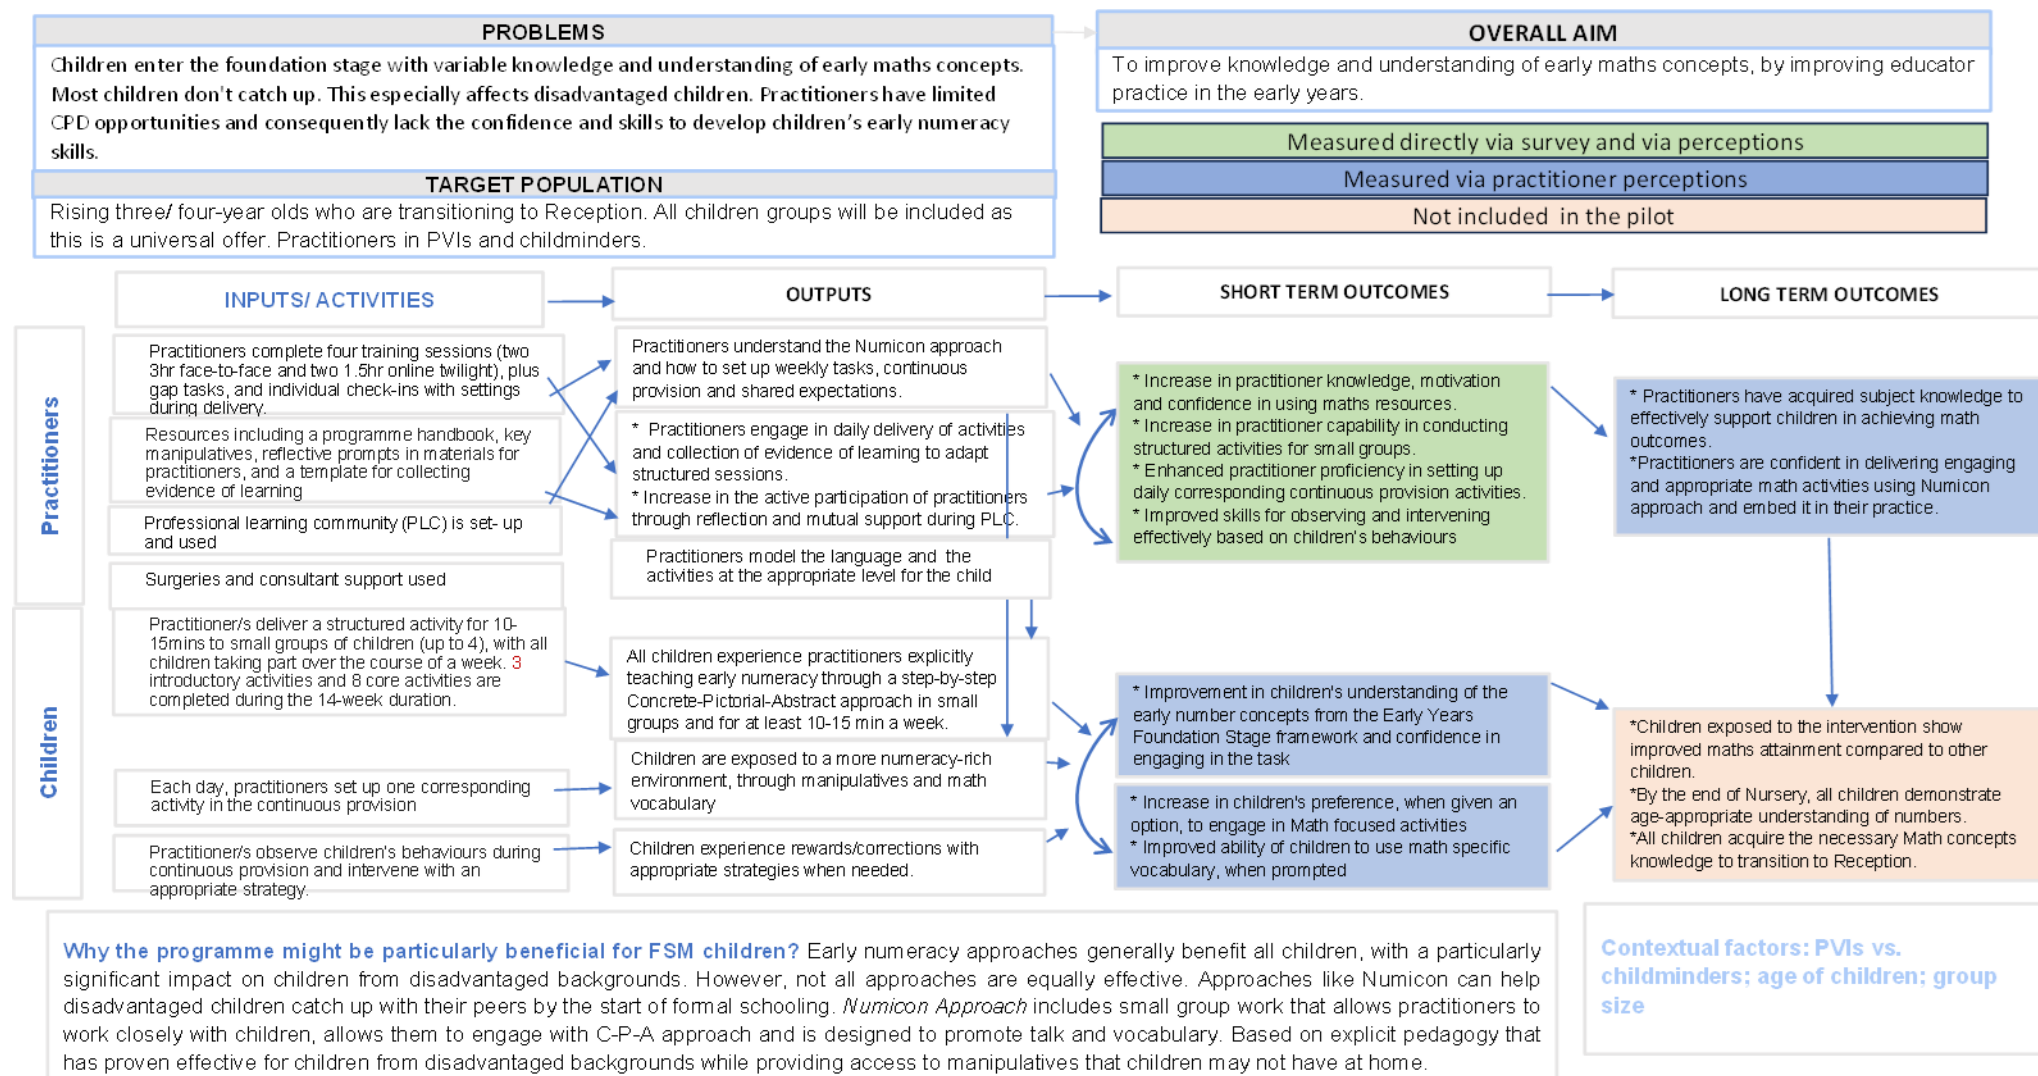 PROBLEMS
Children enter the foundation stage with variable knowledge and understanding of early maths concepts.
Most children don't catch up. This especially affects disadvantaged children. Practitioners have limited
CPD opportunities and consequently lack the confidence and skills to develop children's early numeracy
skills.
TARGET POPULATION
Rising three/ four-year olds who are transitioning to Reception. All children groups will be included as
this is a universal offer. Practitioners in PVIs and childminders.
OVERALL AIM
To improve knowledge and understanding of early maths concepts, by improving educator
practice in the early years.
Measured directly via survey and via perceptions
Measured via practitioner perceptions
Not included in the pilot
INPUTS/ ACTIVITIES
OUTPUTS
SHORT TERM OUTCOMES
LONG TERM OUTCOMES
Practitioners
Practitioners complete four training sessions (two
3hr face-to-face and two 1.5hr online twilight), plus
gap tasks, and individual check-ins with settings
during delivery.
Resources including a programme handbook, key
manipulatives, reflective prompts in materials for
practitioners, and a template for collecting
evidence of learning
Professional learning community (PLC) is set- up
and used
Surgeries and consultant support used
Practitioners understand the Numicon approach
and how to set up weekly tasks, continuous
provision and shared expectations.
* Practitioners engage in daily delivery of activities
and collection of evidence of learning to adapt
structured sessions.
* Increase in the active participation of practitioners
through reflection and mutual support during PLC.
Practitioners model the language and the
activities at the appropriate level for the child
* Increase in practitioner knowledge, motivation
and confidence in using maths resources.
* Increase in practitioner capability in conducting
structured activities for small groups.
* Enhanced practitioner proficiency in setting up
daily corresponding continuous provision activities.
* Improved skills for observing and intervening
effectively based on children's behaviours
* Practitioners have acquired subject knowledge to
effectively support children in achieving math
outcomes.
*Practitioners are confident in delivering engaging
and appropriate math activities using Numicon
approach and embed it in their practice.
Children
Practitioner/s deliver a structured activity for 10-
15mins to small groups of children (up to 4), with all
children taking part over the course of a week. 3
introductory activities and 8 core activities are
completed during the 14-week duration.
Each day, practitioners set up one corresponding
activity in the continuous provision
Practitioner/s observe children's behaviours during
continuous provision and intervene with an
appropriate strategy.
All children experience practitioners explicitly
teaching early numeracy through a step-by-step
Concrete-Pictorial-Abstract approach in small
groups and for at least 10-15 min a week.
Children are exposed to a more numeracy-rich
environment, through manipulatives and math
vocabulary
Children experience rewards/corrections with
appropriate strategies when needed.
* Improvement in children's understanding of the
early number concepts from the Early Years
Foundation Stage framework and confidence in
engaging in the task
* Increase in children's preference, when given an
option, to engage in Math focused activities
* Improved ability of children to use math specific
vocabulary, when prompted
*Children exposed to the intervention show
improved maths attainment compared to other
children.
*By the end of Nursery, all children demonstrate
age-appropriate understanding of numbers.
*All children acquire the necessary Math concepts
knowledge to transition to Reception.
Why the programme might be particularly beneficial for FSM children? Early numeracy approaches generally benefit all children, with a particularly
significant impact on children from disadvantaged backgrounds. However, not all approaches are equally effective. Approaches like Numicon can help
disadvantaged children catch up with their peers by the start of formal schooling. Numicon Approach includes small group work that allows practitioners to
work closely with children, allows them to engage with C-P-A approach and is designed to promote talk and vocabulary. Based on explicit pedagogy that
has proven effective for children from disadvantaged backgrounds while providing access to manipulatives that children may not have at home.
Contextual factors: PVIs vs.
childminders; age of children; group
size